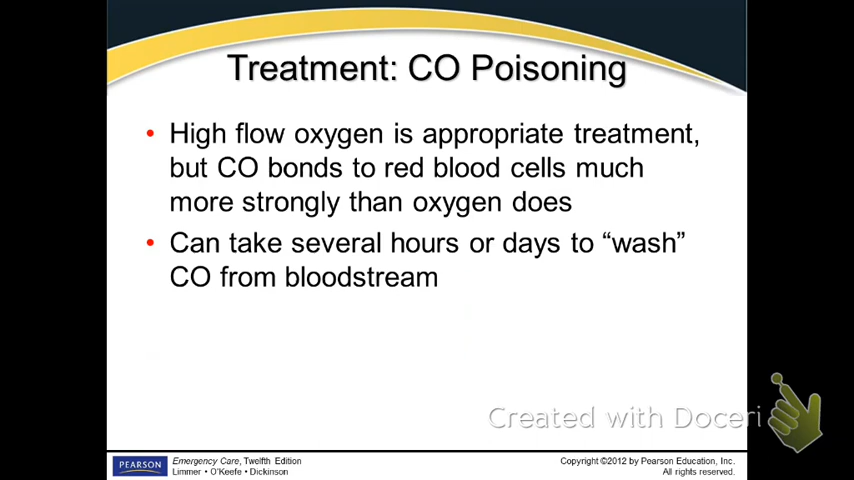 Treatment: CO Poisoning
• High flow oxygen is appropriate treatment,
but CO bonds to red blood cells much
more strongly than oxygen does
• Can take several hours or days to “wash”
CO from bloodstream
Created with Doceri
PEARSON
Emergency Care, Twelfth Edition
Limmer • O'Keefe • Dickinson
Copyright ©2012 by Pearson Education, Inc.
All rights reserved.